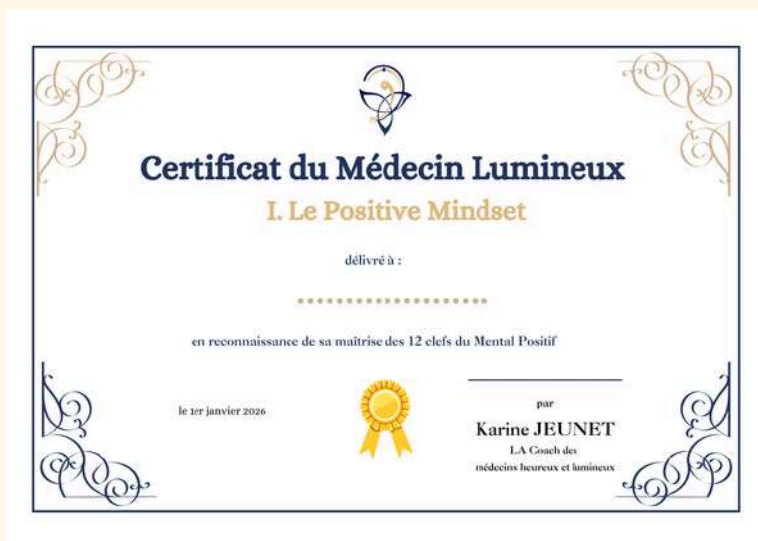 Certificat du Médecin Lumineux
I. Le Positive Mindset
délivré à :
....................
en reconnaissance de sa maîtrise des 12 clefs du Mental Positif
le 1er janvier 2026
par
Karine JEUNET
LA Coach des
médecins heureux et lumineux